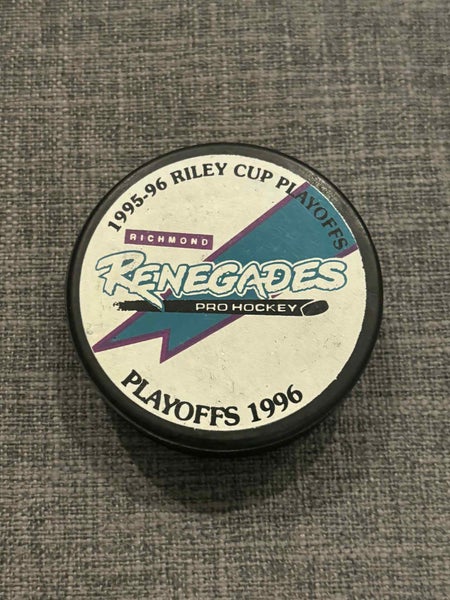 1995-96 RILEY CUP PLAYOFFS
RICHMOND
RENEGADES
PRO HOCKEY
PLAYOFFS 1996